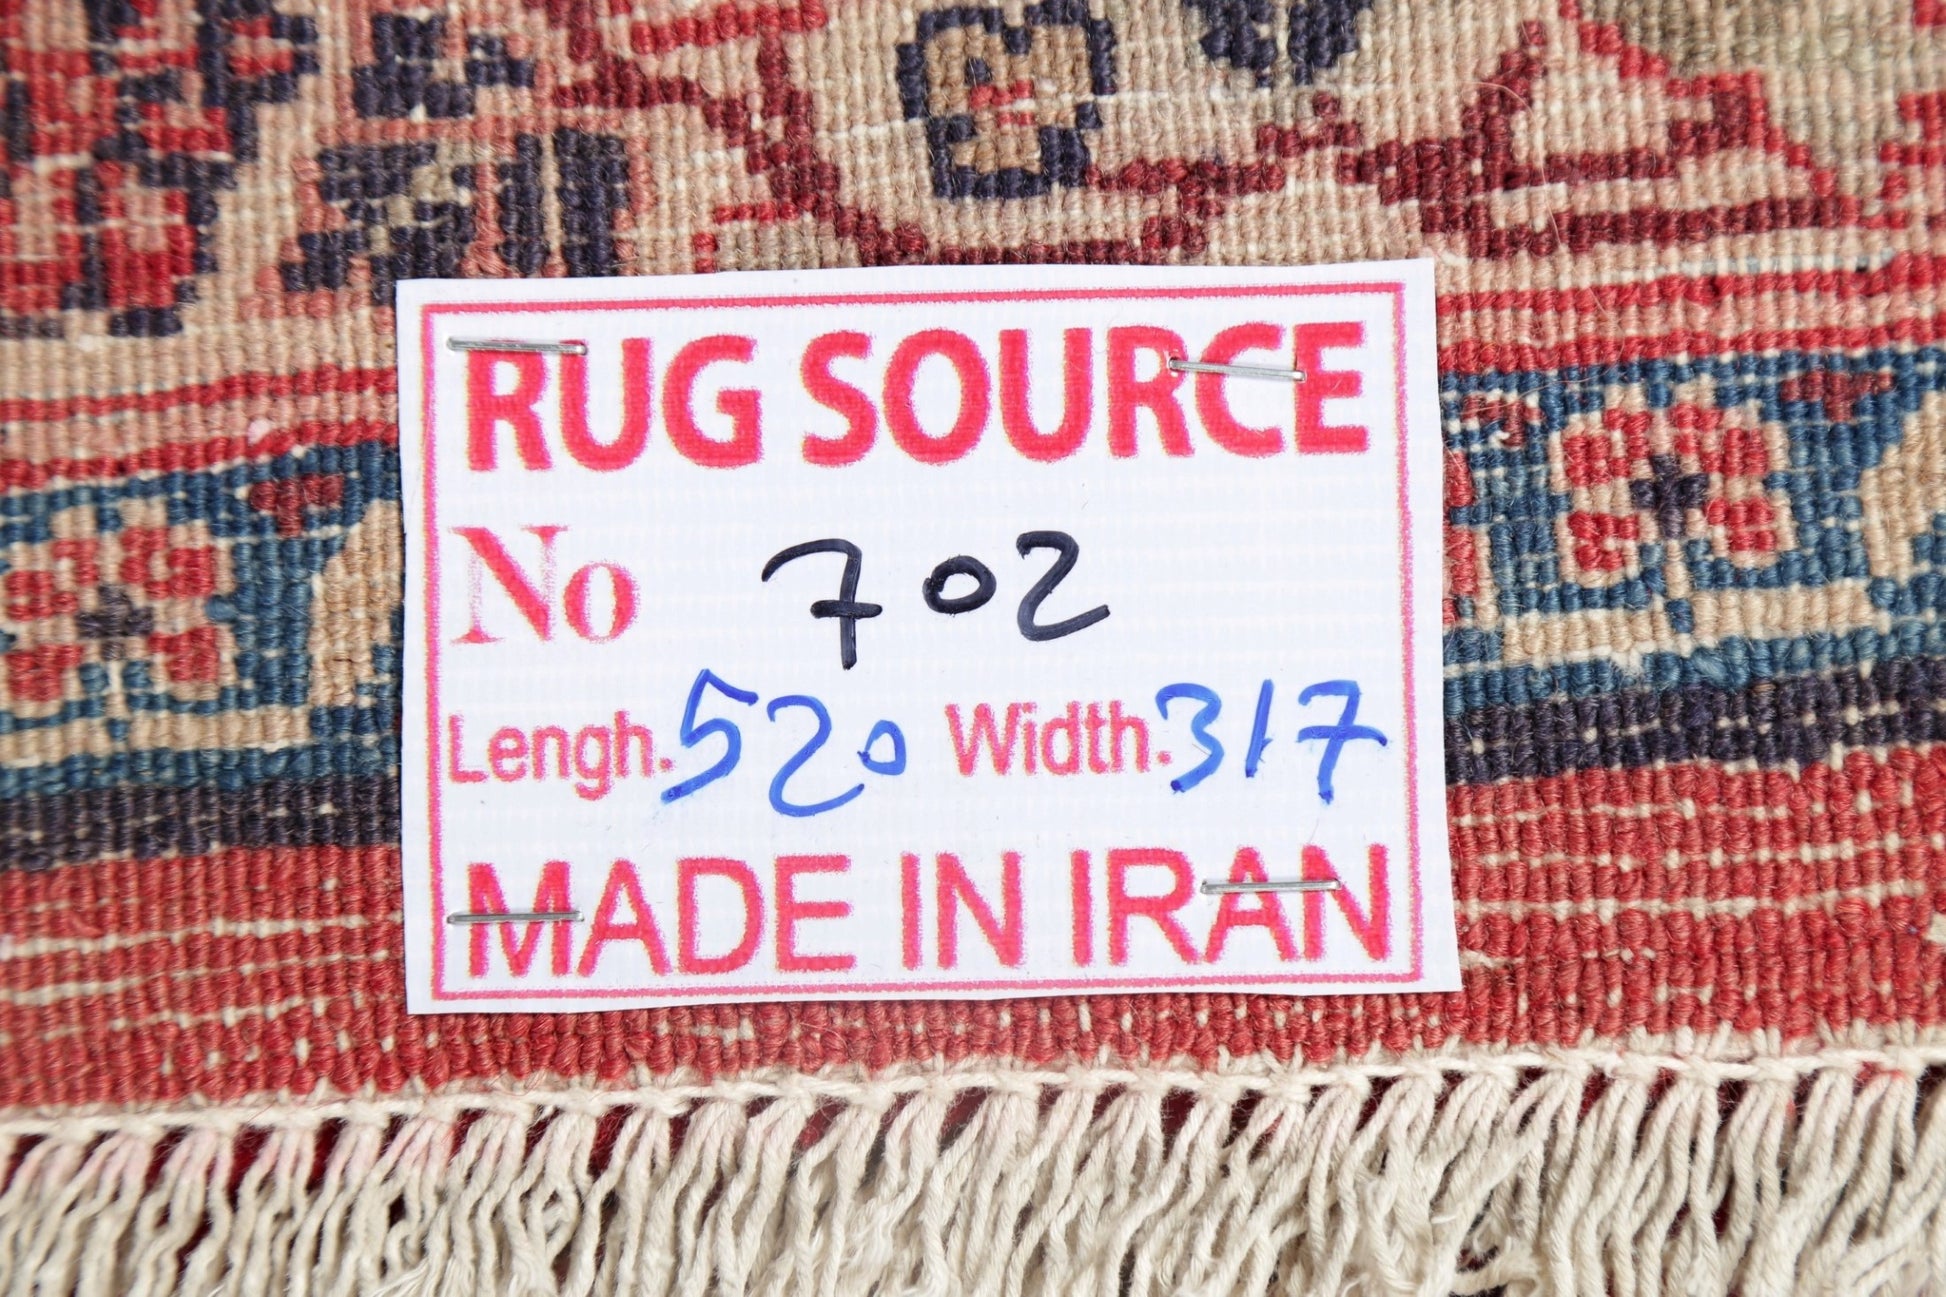 RUG SOURCE
No 702
Lengh. 520 Width. 317
MADE IN IRAN